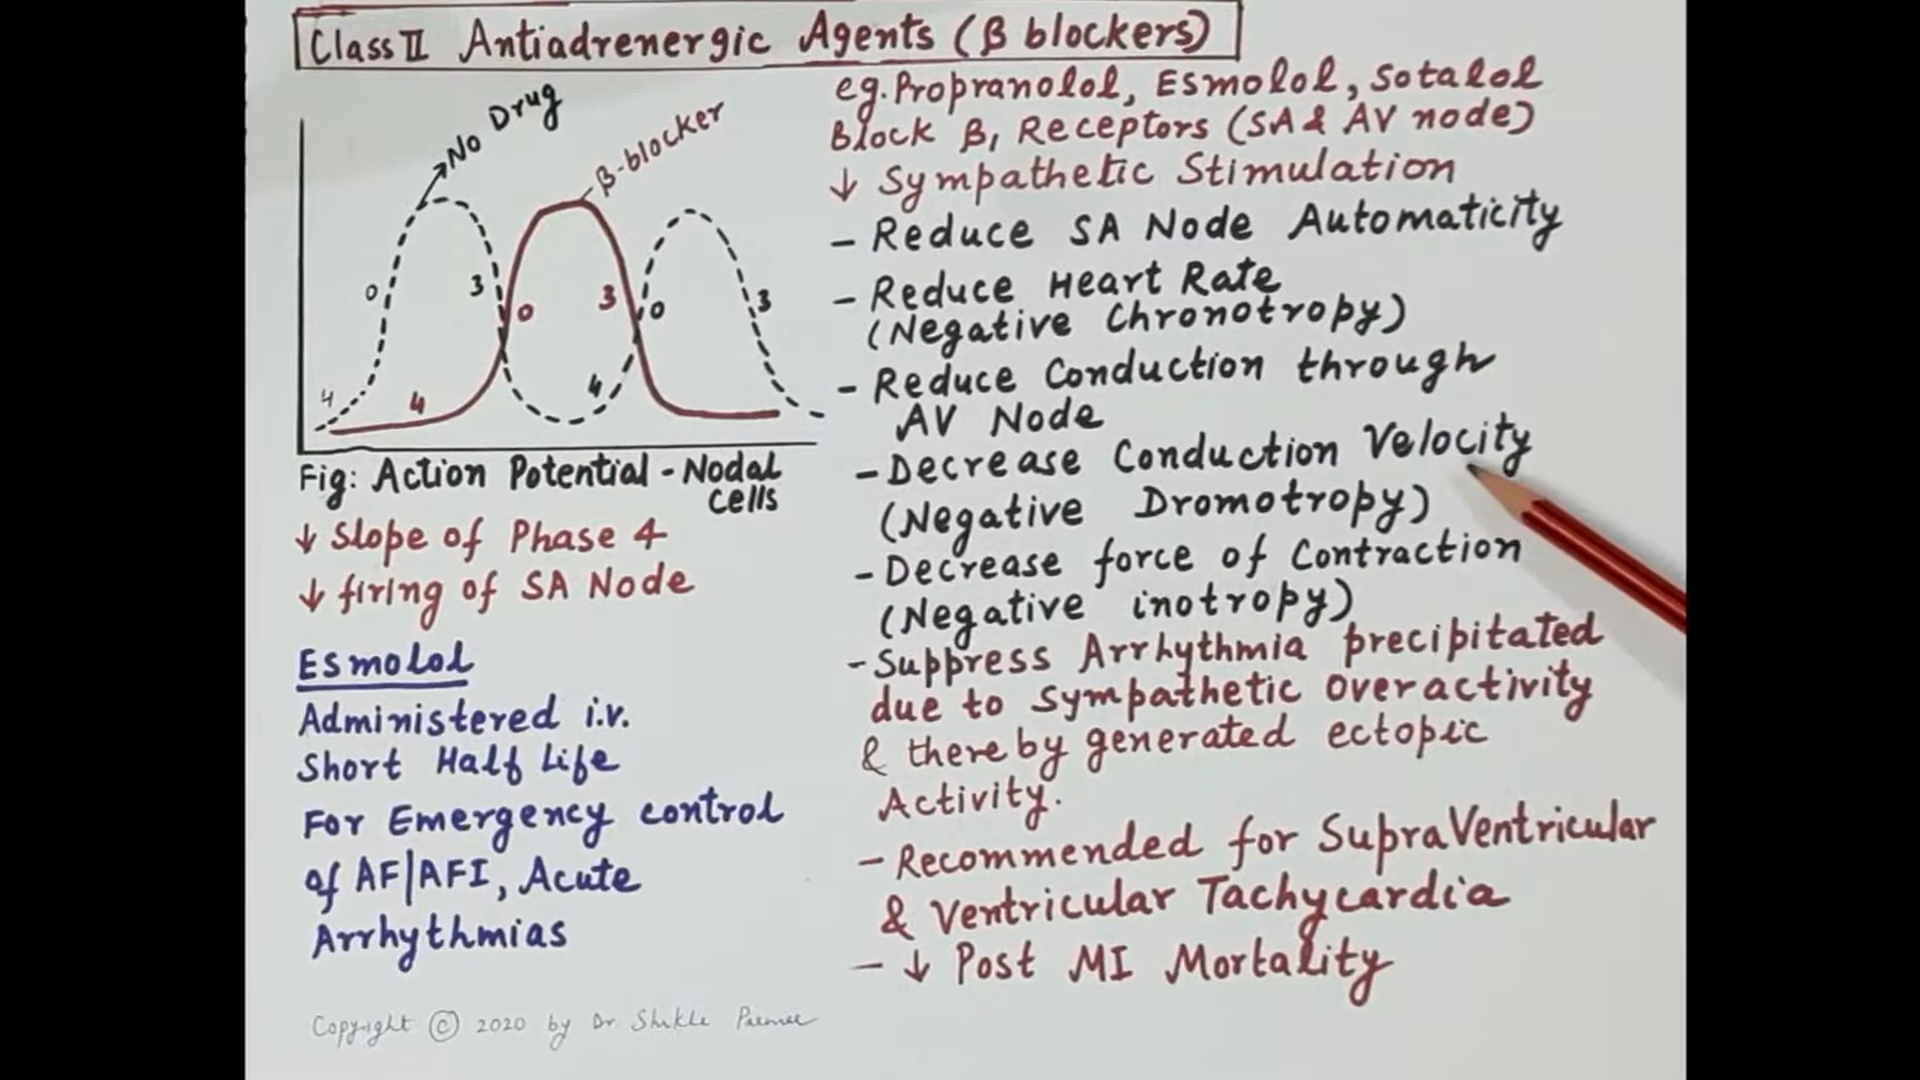 Class II Antiadrenergic Agents (β blockers)
No Drug
β-blocker
0
3
0
3
0
3
4
4
4
Fig: Action Potential - Nodal
Cells
↓ Slope of Phase 4
↓ firing of SA Node
Esmolol
Administered i.v.
Short Half Life
For Emergency control
of AF|AFl, Acute
Arrhythmias
eg. Propranolol, Esmolol, Sotalol
Block β1 Receptors (SA & AV node)
↓ Sympathetic Stimulation
- Reduce SA Node Automaticity
- Reduce Heart Rate
(Negative Chronotropy)
- Reduce Conduction through
AV Node
- Decrease Conduction Velocity
(Negative Dromotropy)
- Decrease force of Contraction
(Negative inotropy)
- Suppress Arrhythmia precipitated
due to Sympathetic Overactivity
& thereby generated ectopic
Activity.
- Recommended for SupraVentricular
& Ventricular Tachycardia
- ↓ Post MI Mortality
Copyright © 2020 by Dr